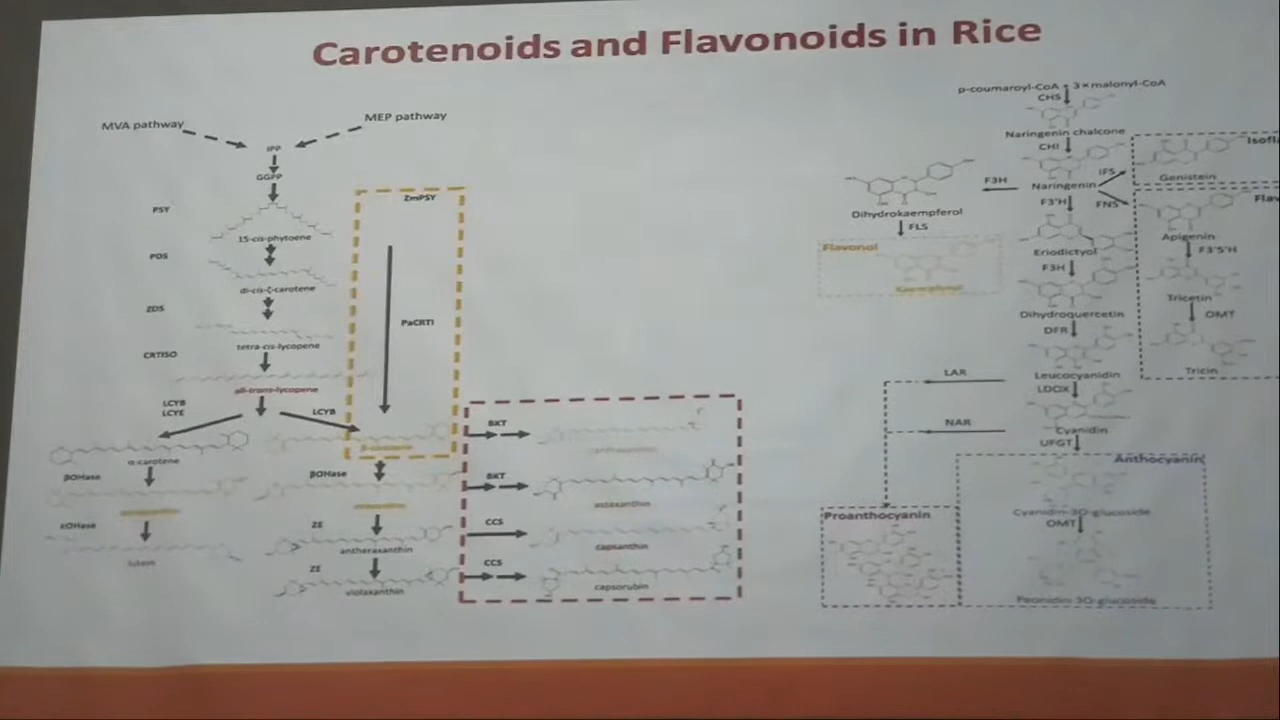 Carotenoids and Flavonoids in Rice
MVA pathway
MEP pathway
IPP
GGPP
PSY
15-cis-phytoene
PDS
di-cis-ζ-carotene
ZDS
tetra-cis-lycopene
CRTISO
all-trans-lycopene
LCYB
LCYE
LCYB
α-carotene
βOHase
εOHase
lutein
ZmPSY
PaCRTI
β-carotene
βOHase
ZE
antheraxanthin
ZE
violaxanthin
BKT
BKT
astaxanthin
CCS
capsanthin
CCS
capsorubin
p-coumaroyl-CoA + 3×malonyl-CoA
CHS
Naringenin chalcone
CHI
Naringenin
F3H
Dihydrokaempferol
FLS
Flavonol
Kaempferol
IFS
Isofla
Genistein
FNS
Flav
Apigenin
F3'5'H
Tricetin
OMT
Tricin
F3'H
Eriodictyol
F3H
Dihydroquercetin
DFR
Leucocyanidin
LAR
LDOX
Cyanidin
NAR
UFGT
Proanthocyanin
Anthocyanin
Cyanidin-3O-glucoside
OMT
Peonidin-3O-glucoside